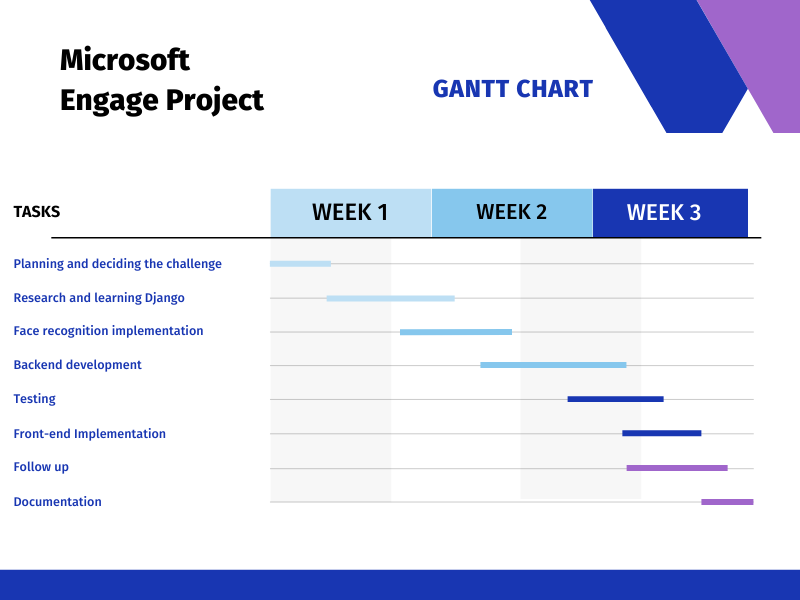 Microsoft
Engage Project
GANTT CHART
TASKS
WEEK 1
WEEK 2
WEEK 3
Planning and deciding the challenge
Research and learning Django
Face recognition implementation
Backend development
Testing
Front-end Implementation
Follow up
Documentation